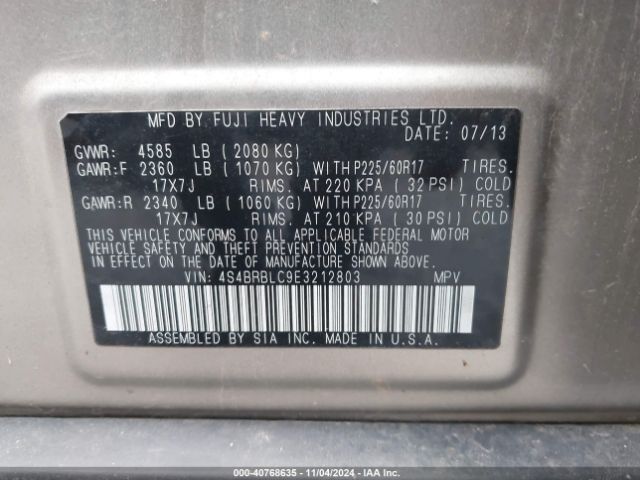 MFD BY FUJI HEAVY INDUSTRIES LTD.
DATE: 07/13
GVWR: 4585 LB (2080 KG)
GAWR:F 2360 LB (1070 KG) WITH P225/60R17 TIRES.
17X7J RIMS. AT 220 KPA (32 PSI) COLD
GAWR:R 2340 LB (1060 KG) WITH P225/60R17 TIRES.
17X7J RIMS. AT 210 KPA (30 PSI) COLD
THIS VEHICLE CONFORMS TO ALL APPLICABLE FEDERAL MOTOR
VEHICLE SAFETY AND THEFT PREVENTION STANDARDS
IN EFFECT ON THE DATE OF MANUFACTURE SHOWN ABOVE.
VIN: 4S4BRBLC9E3212803 MPV
ASSEMBLED BY SIA INC. MADE IN U.S.A.
000-40768635 - 11/04/2024 - IAA Inc.